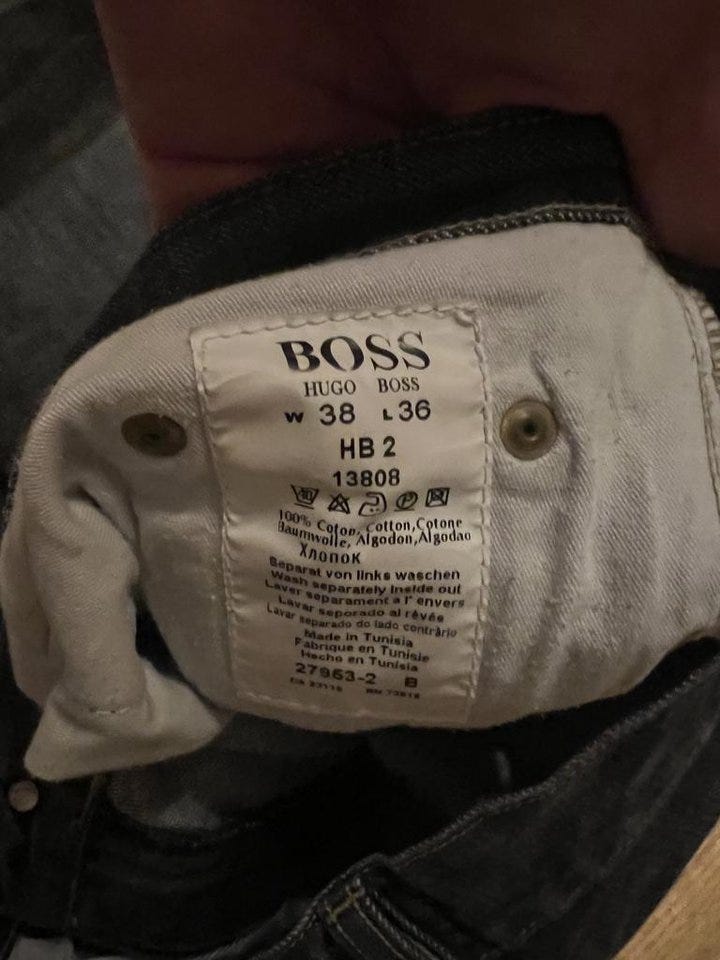 BOSS
HUGO BOSS
W 38 L 36
HB 2
13808
100% Coton, Cotton, Cotone
Baumwolle, Algodon, Algodao
Хлопок
Separat von links waschen
Wash separately inside out
Laver separament a l' envers
Lavar seporado al révés
Lavar separado do lado contrário
Made in Tunisia
Fabrique en Tunisie
Hecho en Tunisia
27953-2 B